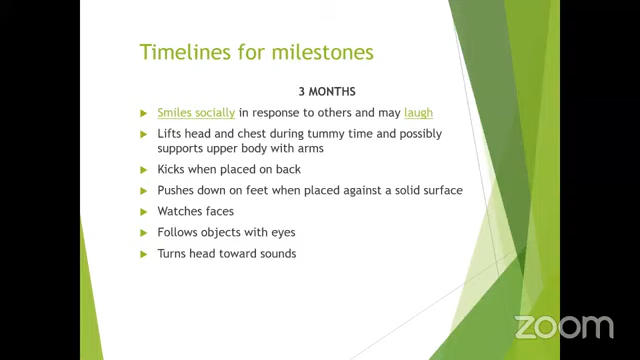 Timelines for milestones
3 MONTHS
Smiles socially in response to others and may laugh
Lifts head and chest during tummy time and possibly
supports upper body with arms
Kicks when placed on back
Pushes down on feet when placed against a solid surface
Watches faces
Follows objects with eyes
Turns head toward sounds
zoom